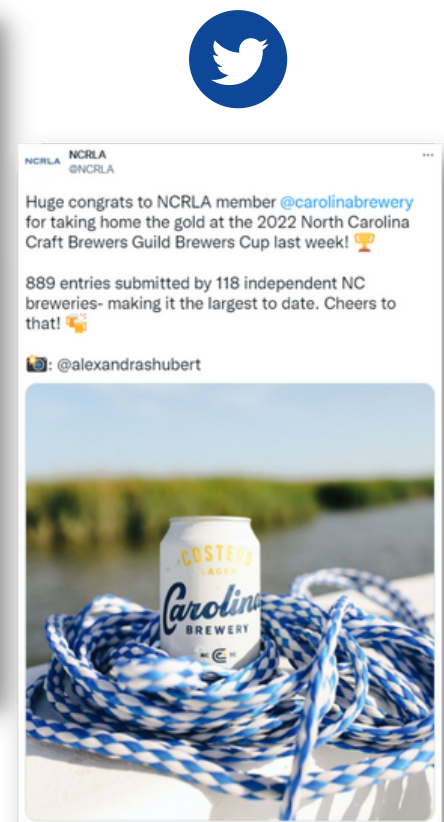 NCRLA NCRLA
@NCRLA
Huge congrats to NCRLA member @carolinabrewery
for taking home the gold at the 2022 North Carolina
Craft Brewers Guild Brewers Cup last week! 🏆
889 entries submitted by 118 independent NC
breweries- making it the largest to date. Cheers to
that! 🍻
📸: @alexandrashubert
COSTERO
LAGER
Carolina
BREWERY
NC